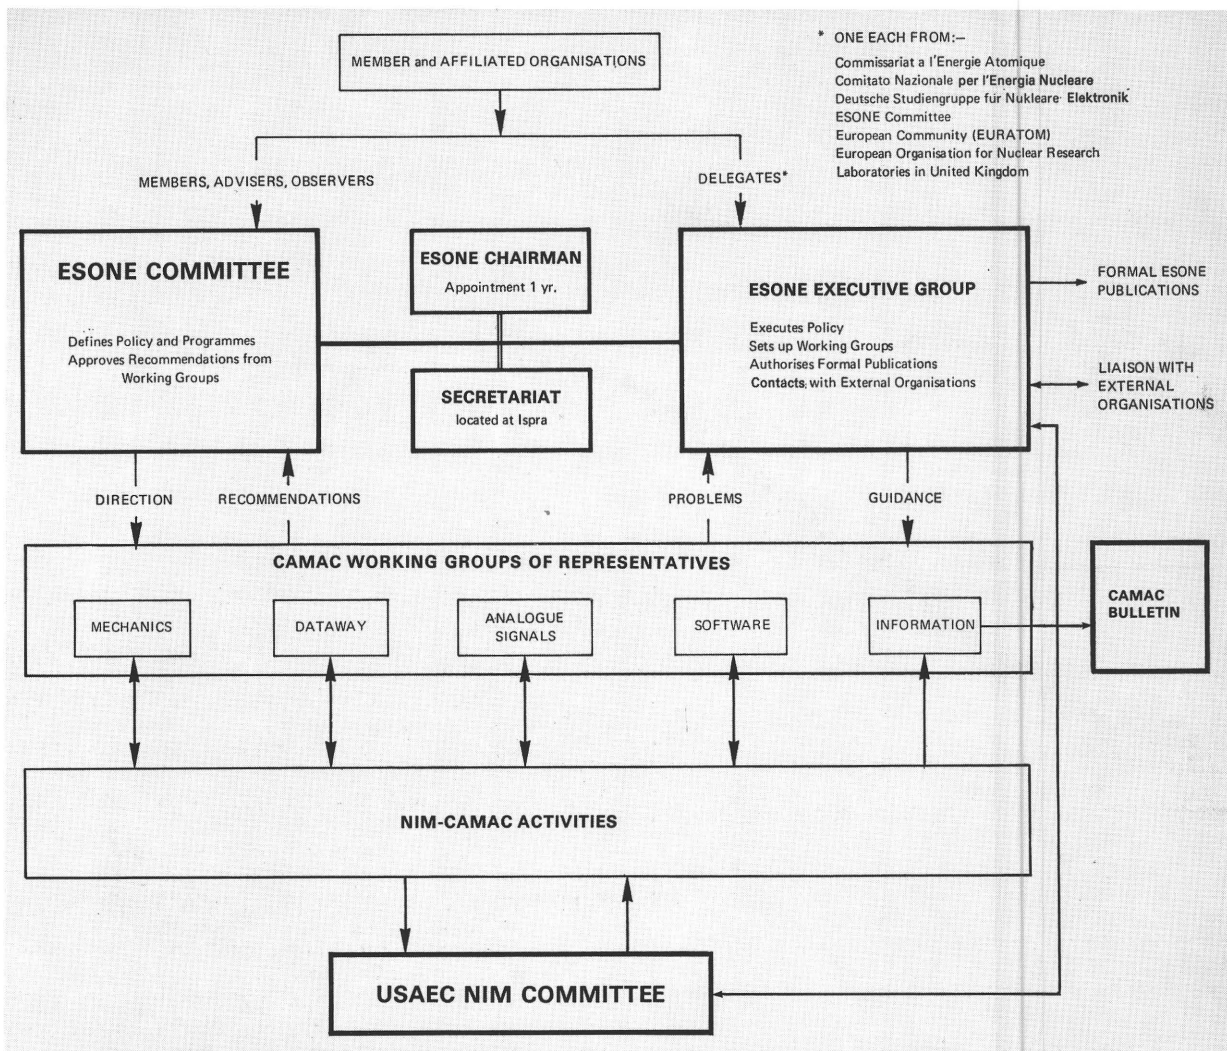 MEMBER and AFFILIATED ORGANISATIONS
* ONE EACH FROM:–
Commissariat a l'Energie Atomique
Comitato Nazionale per l'Energia Nucleare
Deutsche Studiengruppe für Nukleare Elektronik
ESONE Committee
European Community (EURATOM)
European Organisation for Nuclear Research
Laboratories in United Kingdom
MEMBERS, ADVISERS, OBSERVERS
DELEGATES*
ESONE COMMITTEE
Defines Policy and Programmes
Approves Recommendations from
Working Groups
ESONE CHAIRMAN
Appointment 1 yr.
SECRETARIAT
located at Ispra
ESONE EXECUTIVE GROUP
Executes Policy
Sets up Working Groups
Authorises Formal Publications
Contacts, with External Organisations
FORMAL ESONE
PUBLICATIONS
LIAISON WITH
EXTERNAL
ORGANISATIONS
DIRECTION
RECOMMENDATIONS
PROBLEMS
GUIDANCE
CAMAC WORKING GROUPS OF REPRESENTATIVES
MECHANICS
DATAWAY
ANALOGUE
SIGNALS
SOFTWARE
INFORMATION
CAMAC
BULLETIN
NIM-CAMAC ACTIVITIES
USAEC NIM COMMITTEE